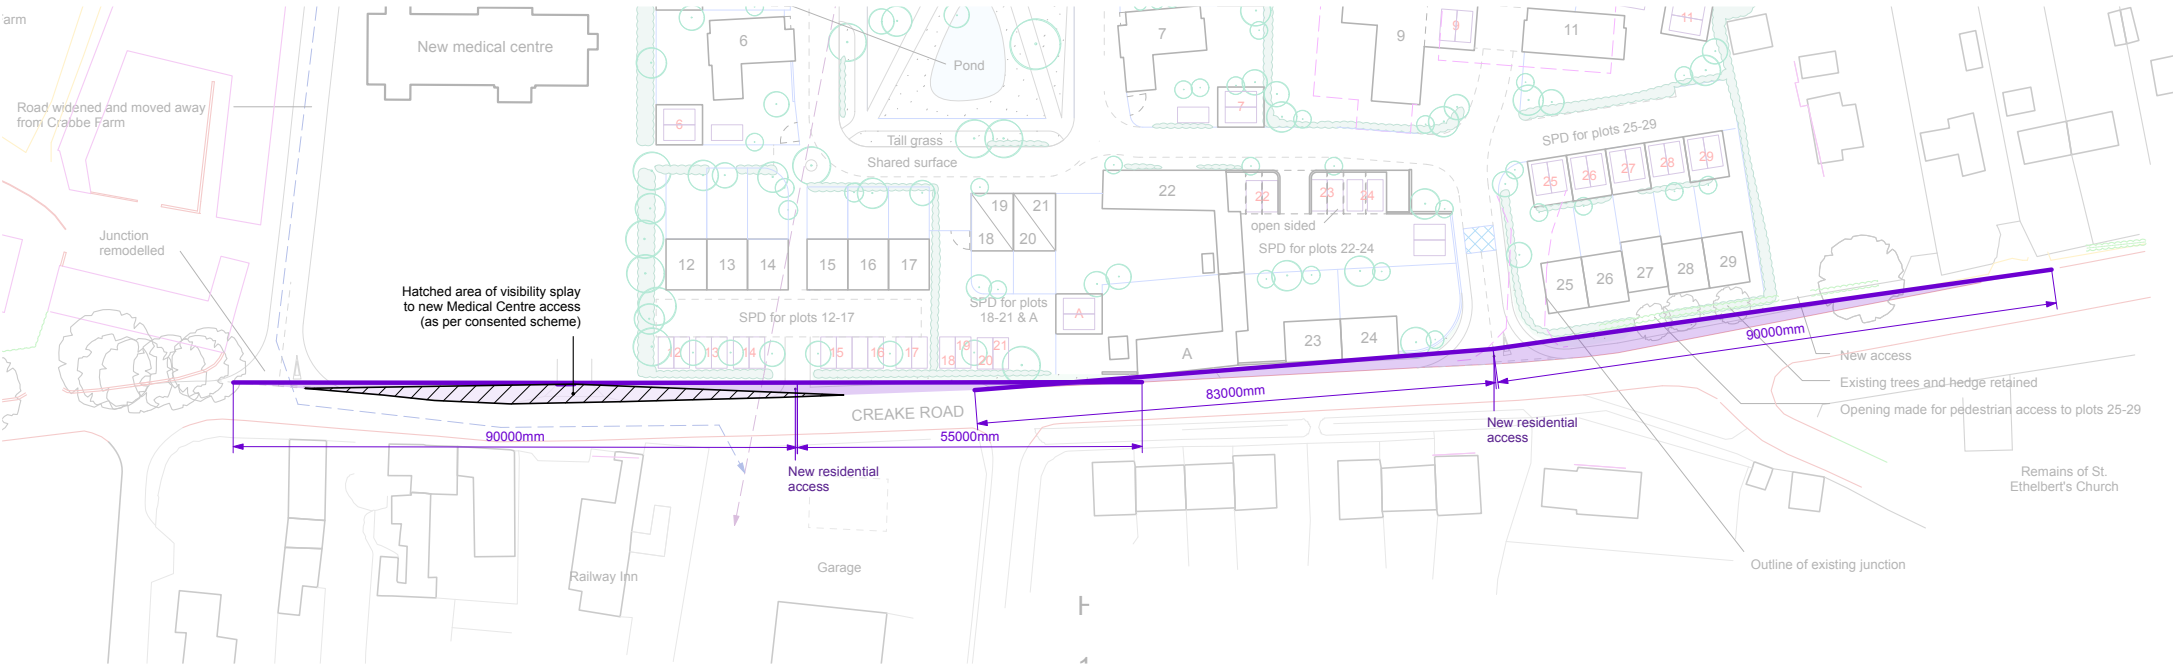 arm
New medical centre
6
Pond
7
9
9
11
11
Road widened and moved away
from Crabbe Farm
6
7
Tall grass
Shared surface
SPD for plots 25-29
25
26
27
28
29
22
22
23
24
19
21
18
20
open sided
SPD for plots 22-24
Junction
remodelled
12
13
14
15
16
17
25
26
27
28
29
Hatched area of visibility splay
to new Medical Centre access
(as per consented scheme)
SPD for plots 12-17
SPD for plots
18-21 & A
A
12
13
14
15
16
17
18
19
20
21
A
23
24
90000mm
New access
Existing trees and hedge retained
Opening made for pedestrian access to plots 25-29
83000mm
CREAKE ROAD
New residential
access
90000mm
55000mm
New residential
access
Remains of St.
Ethelbert's Church
Railway Inn
Garage
Outline of existing junction